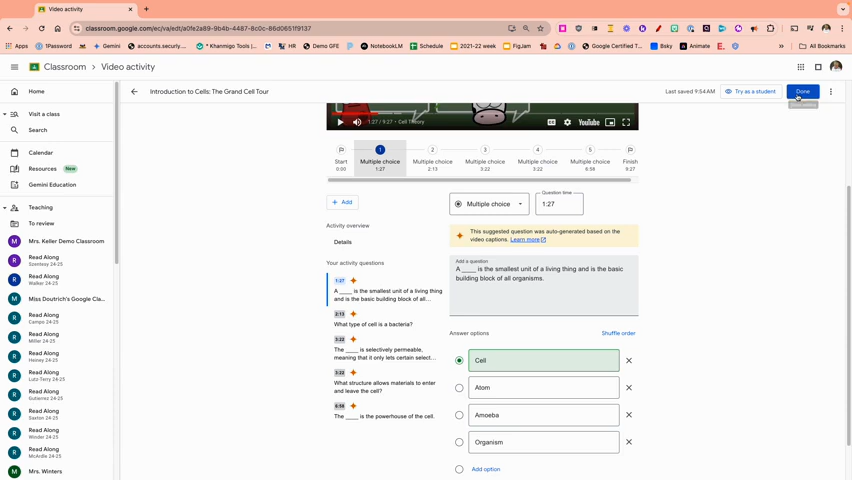 Video activity
classroom.google.com/ec/va/edt/a0fe2a89-9b4b-4487-8c0c-86d0651f9137
Apps 1Password Gemini accounts.securly.... * Khanmigo Tools | ... HR Demo GFE NotebookLM Schedule 2021-22 week FigJam Google Certified T... Bsky Animate E. All Bookmarks
Classroom > Video activity
Home
Visit a class
Search
Calendar
Resources New
Gemini Education
Teaching
To review
M Mrs. Keller Demo Classroom
R Read Along
Szentesy 24-25
R Read Along
Walker 24-25
M Miss Doutrich's Google Cla...
R Read Along
Campo 24-25
R Read Along
Miller 24-25
R Read Along
Heiney 24-25
R Read Along
Lutz-Terry 24-25
R Read Along
Gutierrez 24-25
R Read Along
Saxton 24-25
R Read Along
Winder 24-25
R Read Along
McArdle 24-25
M Mrs. Winters
Introduction to Cells: The Grand Cell Tour
Last saved 9:54AM
Try as a student
Done
1:27 / 9:27 • Cell Theory
CC
HD
YouTube
Start
0:00
1
Multiple choice
1:27
2
Multiple choice
2:13
3
Multiple choice
3:22
4
Multiple choice
3:22
5
Multiple choice
6:58
Finish
9:27
+ Add
Activity overview
Details
Your activity questions
1:27
A ____ is the smallest unit of a living thing
and is the basic building block of all...
2:13
What type of cell is a bacteria?
3:22
The ____ is selectively permeable,
meaning that it only lets certain select...
3:22
What structure allows materials to enter
and leave the cell?
6:58
The ____ is the powerhouse of the cell.
Multiple choice
Question time
1:27
This suggested question was auto-generated based on the
video captions. Learn more
Add a question
A ____ is the smallest unit of a living thing and is the basic
building block of all organisms.
Answer options
Shuffle order
Cell
Atom
Amoeba
Organism
Add option